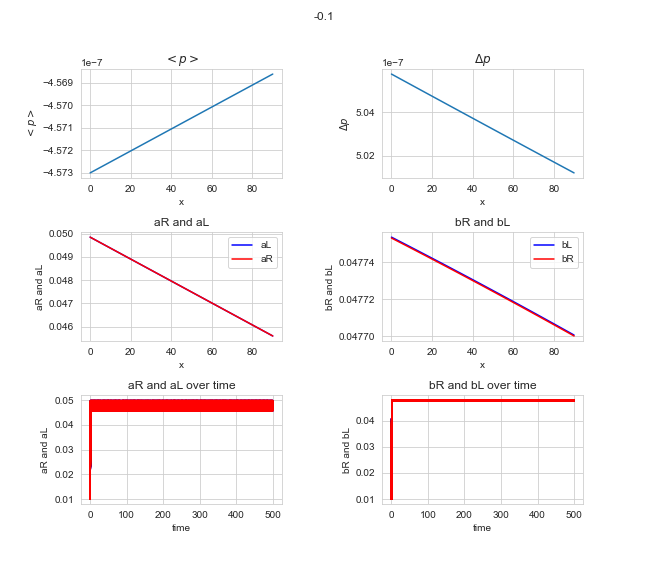 -0.1
<p>
Δp
1e−7
1e−7
−4.569
−4.570
−4.571
−4.572
−4.573
<p>
0 20 40 60 80
x
5.04
5.02
Δp
0 20 40 60 80
x
aR and aL
bR and bL
0.050
0.049
0.048
0.047
0.046
aR and aL
aL
aR
0 20 40 60 80
x
0.04774
0.04772
0.04770
bR and bL
bL
bR
0 20 40 60 80
x
aR and aL over time
bR and bL over time
0.05
0.04
0.03
0.02
0.01
aR and aL
0 100 200 300 400 500
time
0.04
0.03
0.02
0.01
bR and bL
0 100 200 300 400 500
time